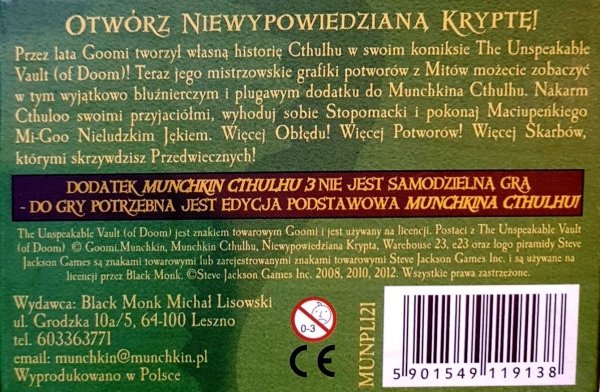 Otwórz Niewypowiedzianą Kryptę!
Przez lata Goomi tworzył własną historię Cthulhu w swoim komiksie The Unspeakable
Vault (of Doom)! Teraz jego mistrzowskie grafiki potworów z Mitów możecie zobaczyć
w tym wyjątkowo bluźnierczym i plugawym dodatku do Munchkina Cthulhu. Nakarm
Cthuloo swoimi przyjaciółmi, wyhoduj sobie Stopomacki i pokonaj Maciupeńkiego
Mi-Goo Nieludzkim Jękiem. Więcej Obłędu! Więcej Potworów! Więcej Skarbów,
którymi skrzywdzisz Przedwiecznych!
DODATEK MUNCHKIN CTHULHU 3 NIE JEST SAMODZIELNĄ GRĄ
- DO GRY POTRZEBNA JEST EDYCJA PODSTAWOWA MUNCHKINA CTHULHU!
The Unspeakable Vault (of Doom) jest znakiem towarowym Goomi i jest używany na licencji. Postaci z The Unspeakable Vault
(of Doom) © Goomi.Munchkin, Munchkin Cthulhu, Niewypowiedziana Krypta, Warehouse 23, e23 oraz logo piramidy Steve
Jackson Games są znakami towarowymi lub zarejestrowanymi znakami towarowymi Steve Jackson Games Inc. i są używane na
licencji przez Black Monk. ©Steve Jackson Games Inc. 2008, 2010, 2012. Wszystkie prawa zastrzeżone.
Wydawca: Black Monk Michał Lisowski
ul. Grodzka 10a/5, 64-100 Leszno
tel. 603363771
email: munchkin@munchkin.pl
Wyprodukowano w Polsce
0-3
CE
MUNPL121
5 901549 119138